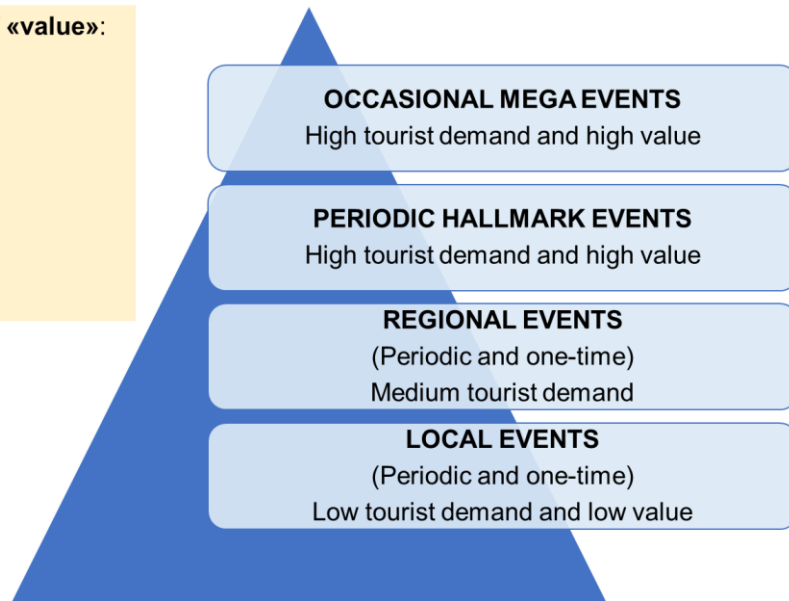 «value»:
OCCASIONAL MEGA EVENTS
High tourist demand and high value
PERIODIC HALLMARK EVENTS
High tourist demand and high value
REGIONAL EVENTS
(Periodic and one-time)
Medium tourist demand
LOCAL EVENTS
(Periodic and one-time)
Low tourist demand and low value